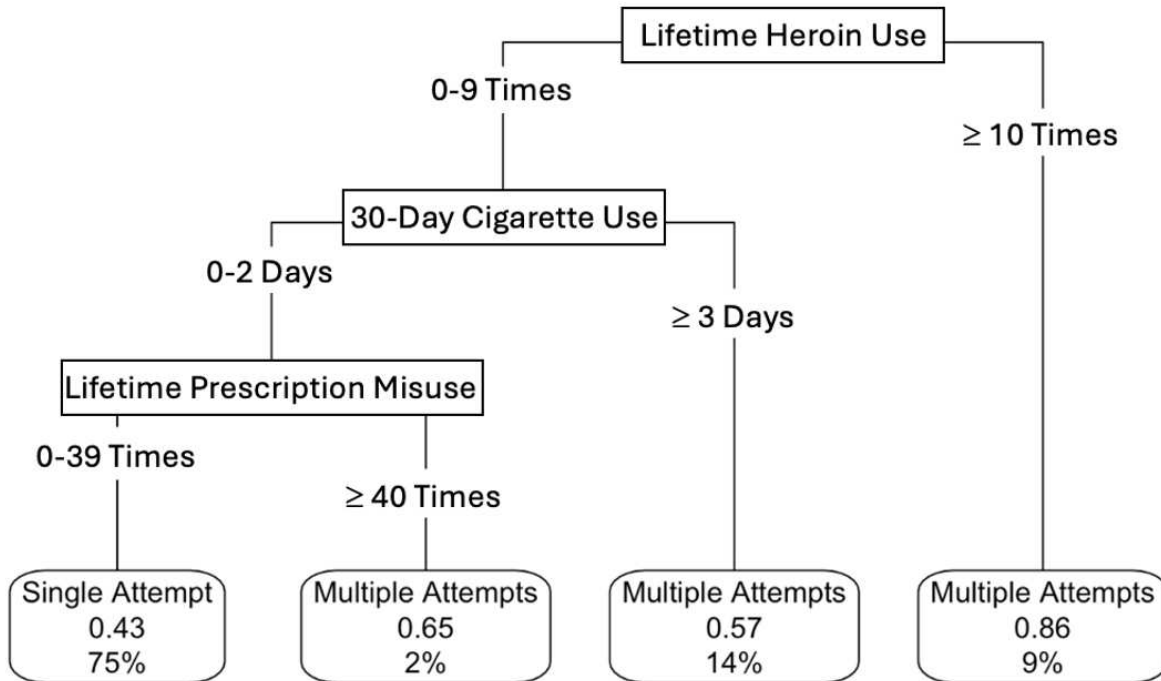 Lifetime Heroin Use
0-9 Times
≥ 10 Times
30-Day Cigarette Use
0-2 Days
≥ 3 Days
Lifetime Prescription Misuse
0-39 Times
≥ 40 Times
Single Attempt
0.43
75%
Multiple Attempts
0.65
2%
Multiple Attempts
0.57
14%
Multiple Attempts
0.86
9%